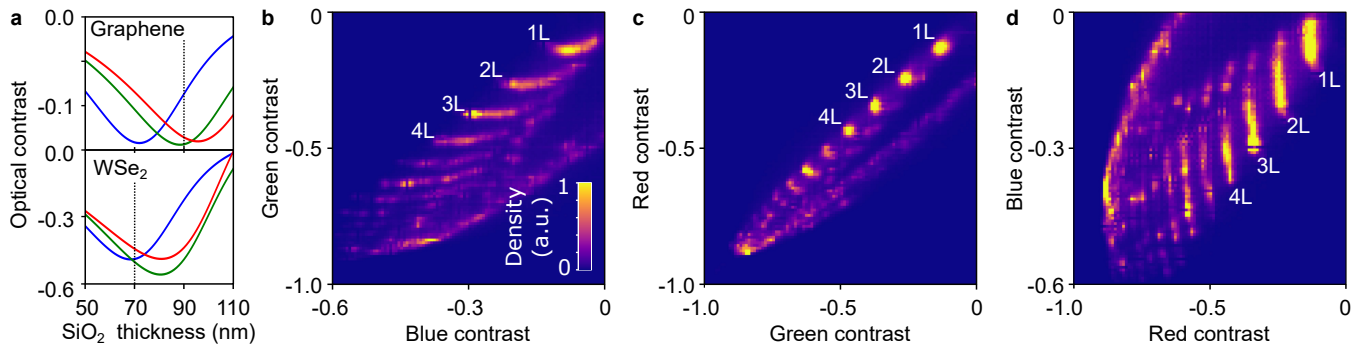 a
Graphene
0.0
-0.1
0.0
WSe₂
-0.3
-0.6
50
70
90
110
Optical contrast
SiO₂ thickness (nm)
b
0
-0.5
-1.0
Green contrast
1L
2L
3L
4L
Density
(a.u.)
1
0
-0.6
-0.3
0
Blue contrast
c
0
-0.5
-1.0
Red contrast
1L
2L
3L
4L
-1.0
-0.5
0
Green contrast
d
0
-0.3
-0.6
Blue contrast
1L
2L
3L
4L
-1.0
-0.5
0
Red contrast